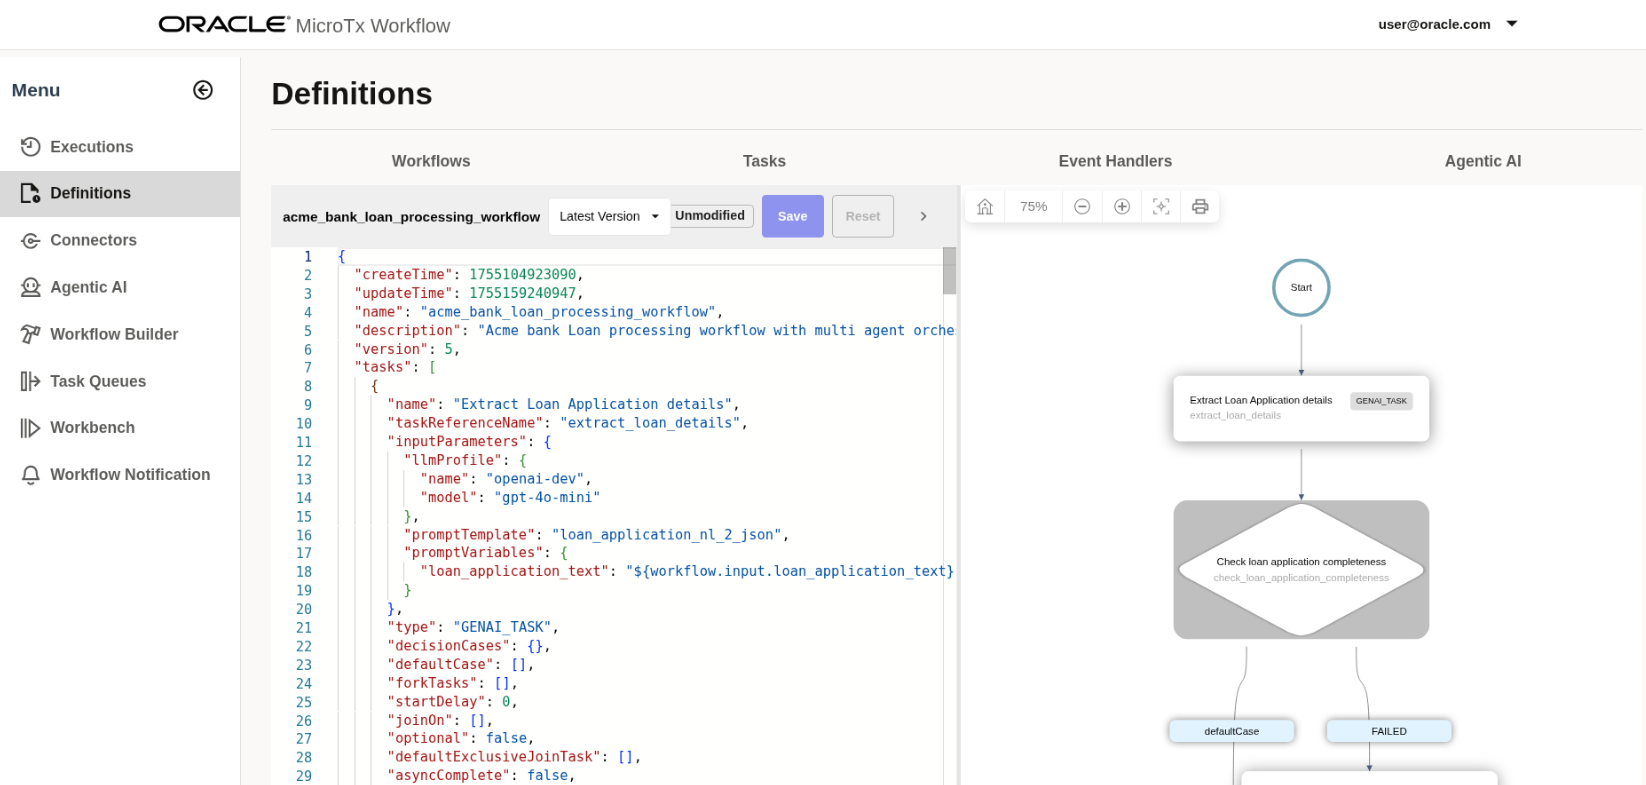 ORACLE MicroTx Workflow
user@oracle.com
Menu
Executions
Definitions
Connectors
Agentic AI
Workflow Builder
Task Queues
Workbench
Workflow Notification
Definitions
Workflows
Tasks
Event Handlers
Agentic AI
acme_bank_loan_processing_workflow
Latest Version
Unmodified
Save
Reset
1 {
2 "createTime": 1755104923090,
3 "updateTime": 1755159240947,
4 "name": "acme_bank_loan_processing_workflow",
5 "description": "Acme bank Loan processing workflow with multi agent orche
6 "version": 5,
7 "tasks": [
8 {
9 "name": "Extract Loan Application details",
10 "taskReferenceName": "extract_loan_details",
11 "inputParameters": {
12 "llmProfile": {
13 "name": "openai-dev",
14 "model": "gpt-4o-mini"
15 },
16 "promptTemplate": "loan_application_nl_2_json",
17 "promptVariables": {
18 "loan_application_text": "${workflow.input.loan_application_text}
19 }
20 },
21 "type": "GENAI_TASK",
22 "decisionCases": {},
23 "defaultCase": [],
24 "forkTasks": [],
25 "startDelay": 0,
26 "joinOn": [],
27 "optional": false,
28 "defaultExclusiveJoinTask": [],
29 "asyncComplete": false,
75%
Start
Extract Loan Application details
GENAI_TASK
extract_loan_details
Check loan application completeness
check_loan_application_completeness
defaultCase
FAILED